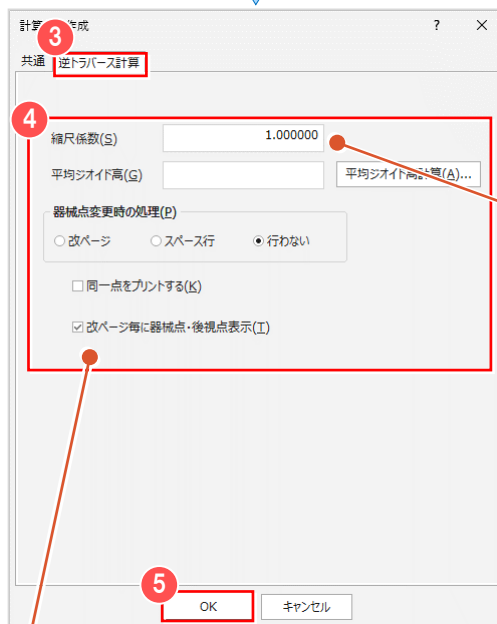 計算 作成 ? ×
3
共通 逆トラバース計算
4
縮尺係数(S) 1.000000
平均ジオイド高(G) 平均ジオイド高計算(A)...
器械点変更時の処理(P)
改ページ スペース行 行わない
同一点をプリントする(K)
改ページ毎に器械点・後視点表示(T)
5
OK キャンセル